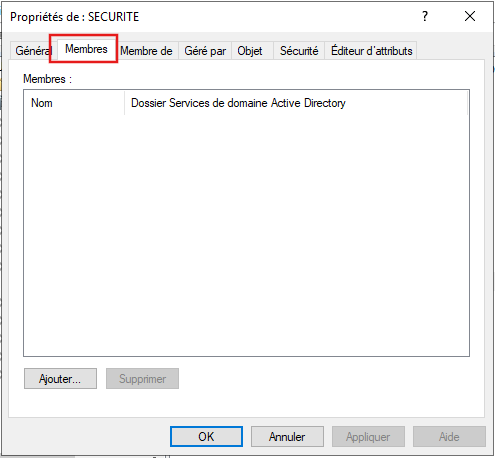 Propriétés de : SECURITE
?
Général Membres Membre de Géré par Objet Sécurité Éditeur d'attributs
Membres :
Nom Dossier Services de domaine Active Directory
Ajouter... Supprimer
OK Annuler Appliquer Aide